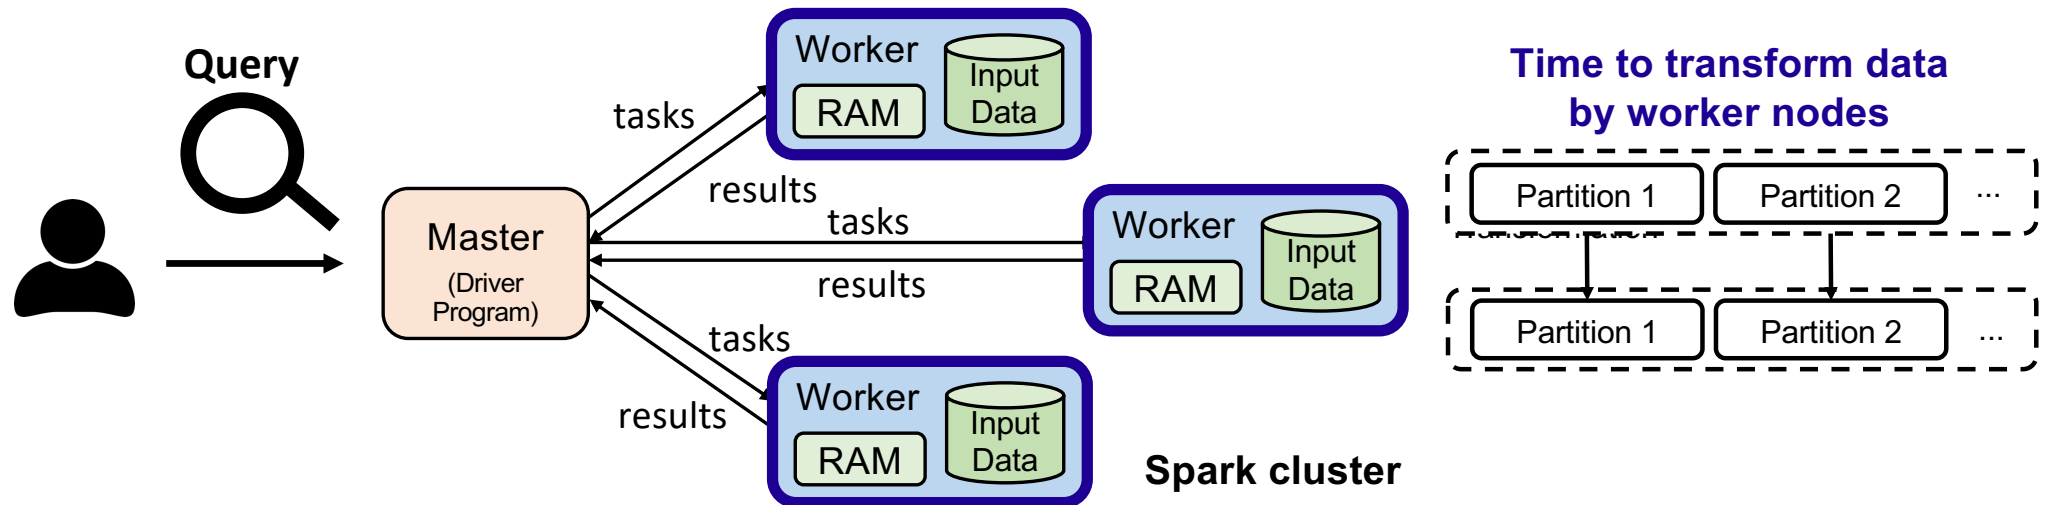 Query
Master
(Driver
Program)
tasks
results
tasks
results
tasks
results
Worker
RAM
Input
Data
Worker
RAM
Input
Data
Worker
RAM
Input
Data
Spark cluster
Time to transform data
by worker nodes
Partition 1
Partition 2
...
Partition 1
Partition 2
...